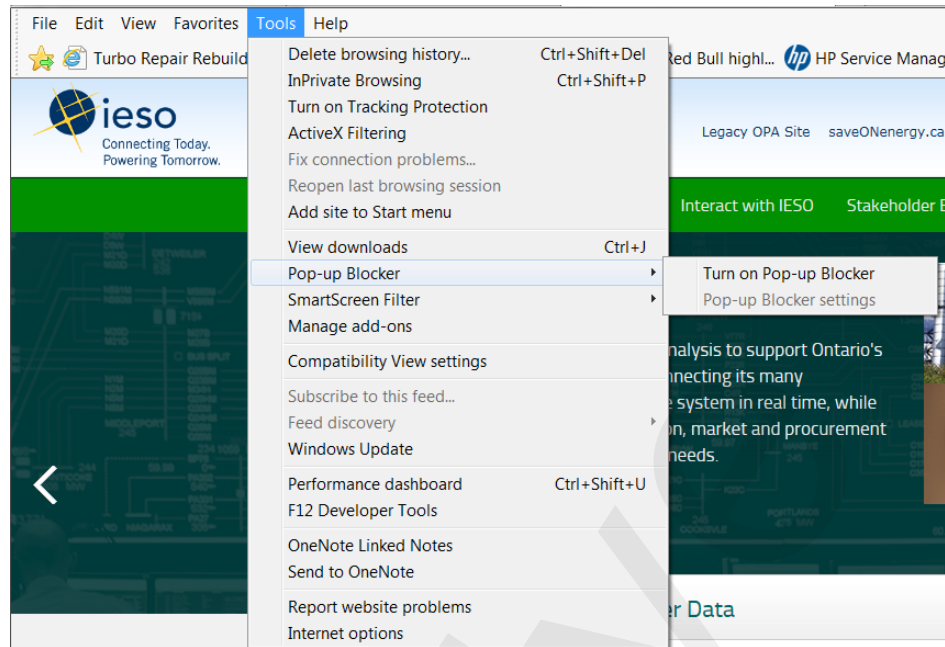 File Edit View Favorites Tools Help
Turbo Repair Rebuild
Red Bull highl... HP Service Manag
ieso
Connecting Today.
Powering Tomorrow.
Legacy OPA Site saveONenergy.ca
Interact with IESO Stakeholder E
Delete browsing history... Ctrl+Shift+Del
InPrivate Browsing Ctrl+Shift+P
Turn on Tracking Protection
ActiveX Filtering
Fix connection problems...
Reopen last browsing session
Add site to Start menu
View downloads Ctrl+J
Pop-up Blocker
SmartScreen Filter
Manage add-ons
Compatibility View settings
Subscribe to this feed...
Feed discovery
Windows Update
Performance dashboard Ctrl+Shift+U
F12 Developer Tools
OneNote Linked Notes
Send to OneNote
Report website problems
Internet options
Turn on Pop-up Blocker
Pop-up Blocker settings
nalysis to support Ontario's
nnecting its many
e system in real time, while
on, market and procurement
needs.
er Data